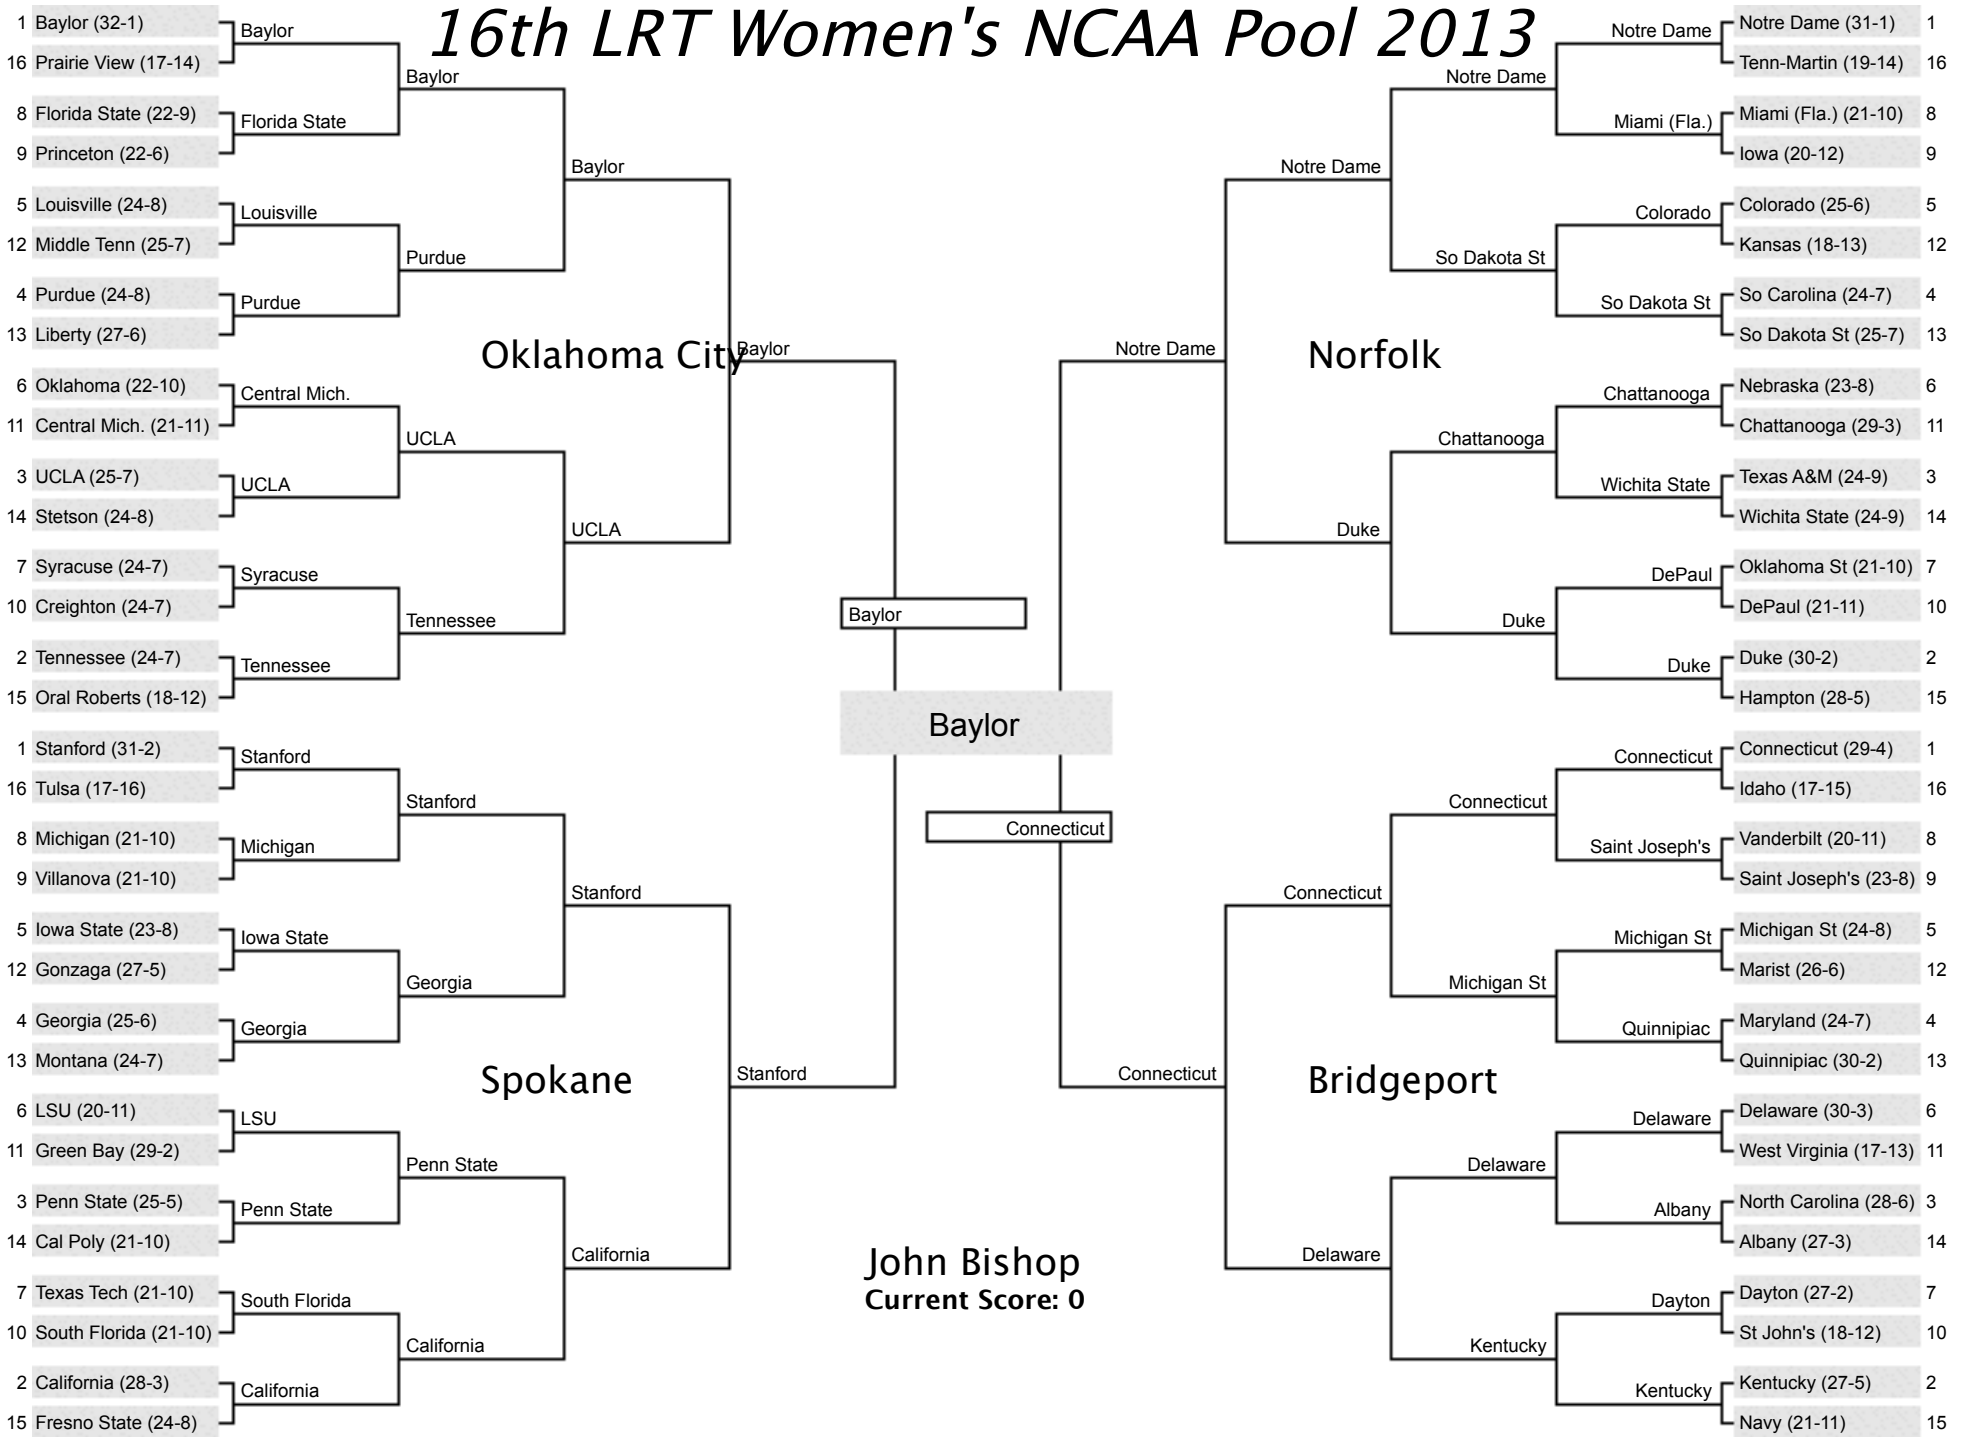 16th LRT Women's NCAA Pool 2013
1 Baylor (32-1)
16 Prairie View (17-14)
8 Florida State (22-9)
9 Princeton (22-6)
5 Louisville (24-8)
12 Middle Tenn (25-7)
4 Purdue (24-8)
13 Liberty (27-6)
6 Oklahoma (22-10)
11 Central Mich. (21-11)
3 UCLA (25-7)
14 Stetson (24-8)
7 Syracuse (24-7)
10 Creighton (24-7)
2 Tennessee (24-7)
15 Oral Roberts (18-12)
1 Stanford (31-2)
16 Tulsa (17-16)
8 Michigan (21-10)
9 Villanova (21-10)
5 Iowa State (23-8)
12 Gonzaga (27-5)
4 Georgia (25-6)
13 Montana (24-7)
6 LSU (20-11)
11 Green Bay (29-2)
3 Penn State (25-5)
14 Cal Poly (21-10)
7 Texas Tech (21-10)
10 South Florida (21-10)
2 California (28-3)
15 Fresno State (24-8)
Baylor
Florida State
Louisville
Purdue
Central Mich.
UCLA
Syracuse
Tennessee
Stanford
Michigan
Iowa State
Georgia
LSU
Penn State
South Florida
California
Baylor
Purdue
UCLA
Tennessee
Stanford
Georgia
Penn State
California
Baylor
UCLA
Stanford
California
Oklahoma City
Spokane
Baylor
Stanford
Baylor
Baylor
Connecticut
John Bishop
Current Score: 0
Notre Dame
Connecticut
Norfolk
Bridgeport
Notre Dame
Duke
Connecticut
Delaware
Notre Dame
So Dakota St
Chattanooga
Duke
Connecticut
Michigan St
Delaware
Kentucky
Notre Dame
Miami (Fla.)
Colorado
So Dakota St
Chattanooga
Wichita State
DePaul
Duke
Connecticut
Saint Joseph's
Michigan St
Quinnipiac
Delaware
Albany
Dayton
Kentucky
Notre Dame (31-1) 1
Tenn-Martin (19-14) 16
Miami (Fla.) (21-10) 8
Iowa (20-12) 9
Colorado (25-6) 5
Kansas (18-13) 12
So Carolina (24-7) 4
So Dakota St (25-7) 13
Nebraska (23-8) 6
Chattanooga (29-3) 11
Texas A&M (24-9) 3
Wichita State (24-9) 14
Oklahoma St (21-10) 7
DePaul (21-11) 10
Duke (30-2) 2
Hampton (28-5) 15
Connecticut (29-4) 1
Idaho (17-15) 16
Vanderbilt (20-11) 8
Saint Joseph's (23-8) 9
Michigan St (24-8) 5
Marist (26-6) 12
Maryland (24-7) 4
Quinnipiac (30-2) 13
Delaware (30-3) 6
West Virginia (17-13) 11
North Carolina (28-6) 3
Albany (27-3) 14
Dayton (27-2) 7
St John's (18-12) 10
Kentucky (27-5) 2
Navy (21-11) 15